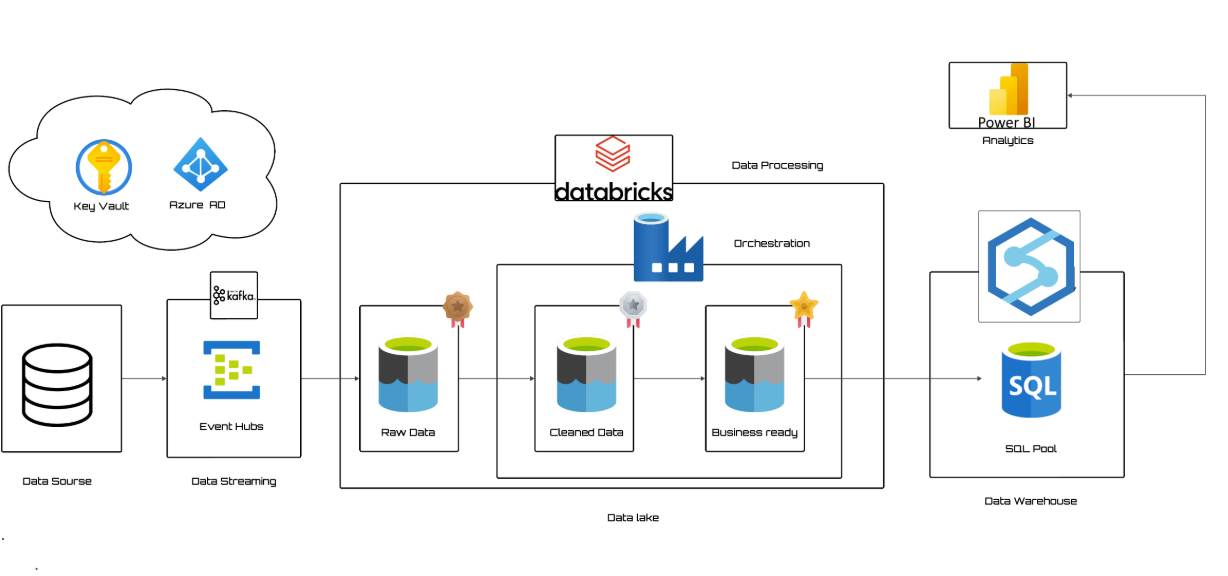 Power BI
Analytics
databricks
Data Processing
Key Vault
Azure AD
Orchestration
kafka.
Event Hubs
Raw Data
Cleaned Data
Business ready
SQL
SQL Pool
Data Sourse
Data Streaming
Data Warehouse
Data lake